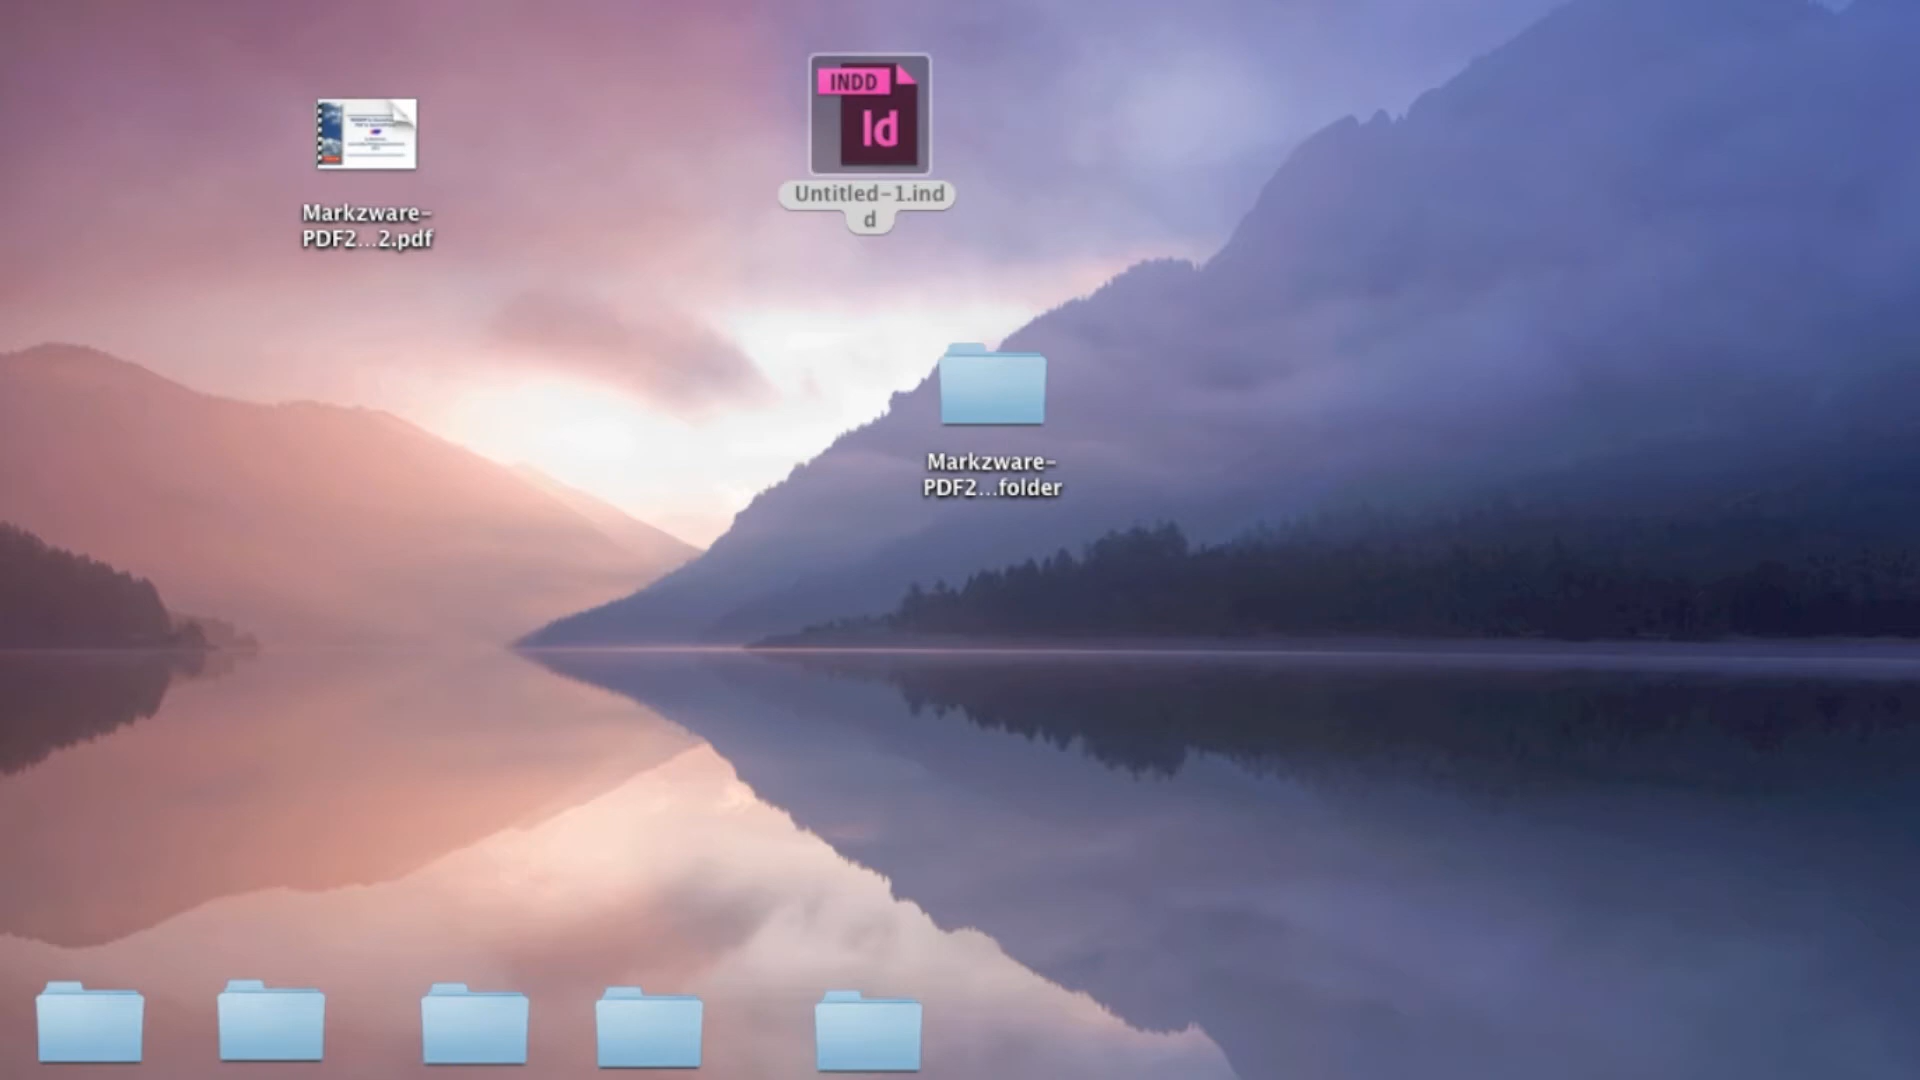 INDD
Id
Untitled-1.ind
d
Markzware-
PDF2...2.pdf
Markzware-
PDF2...folder